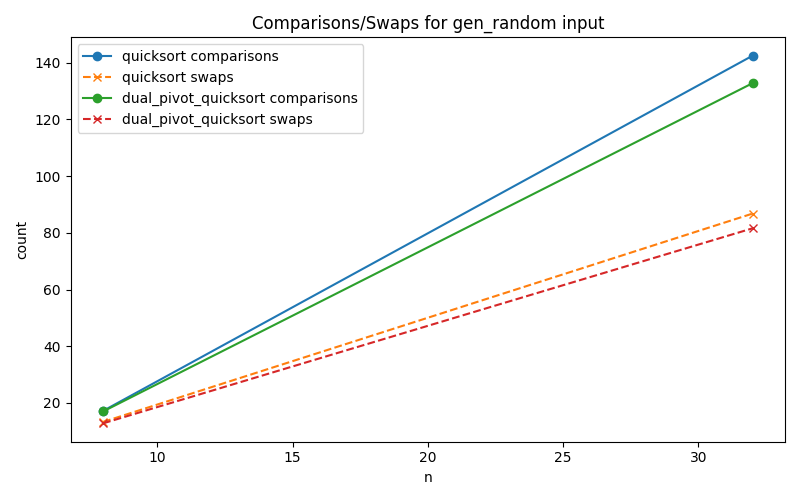 Comparisons/Swaps for gen_random input
quicksort comparisons
quicksort swaps
dual_pivot_quicksort comparisons
dual_pivot_quicksort swaps
count
140
120
100
80
60
40
20
10
15
20
25
30
n